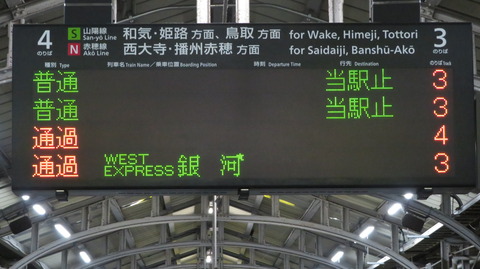 4 のりば S 山陽線 San-yō Line 和気・姫路 方面、鳥取 方面 for Wake, Himeji, Tottori 3 のりば
N 赤穂線 Akō Line 西大寺・播州赤穂 方面 for Saidaiji, Banshū-Akō
種別 Type 列車名 Train Name／乗車位置 Boarding Position 時刻 Departure Time 行先 Destination のりば Track
普通 当駅止 3
普通 当駅止 3
通過 4
通過 WEST EXPRESS 銀河 3